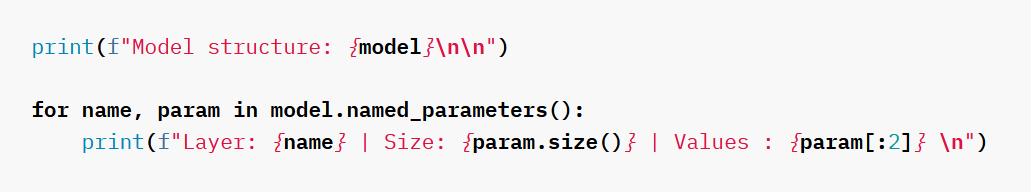 print(f"Model structure: {model}\n\n")
for name, param in model.named_parameters():
    print(f"Layer: {name} | Size: {param.size()} | Values : {param[:2]} \n")